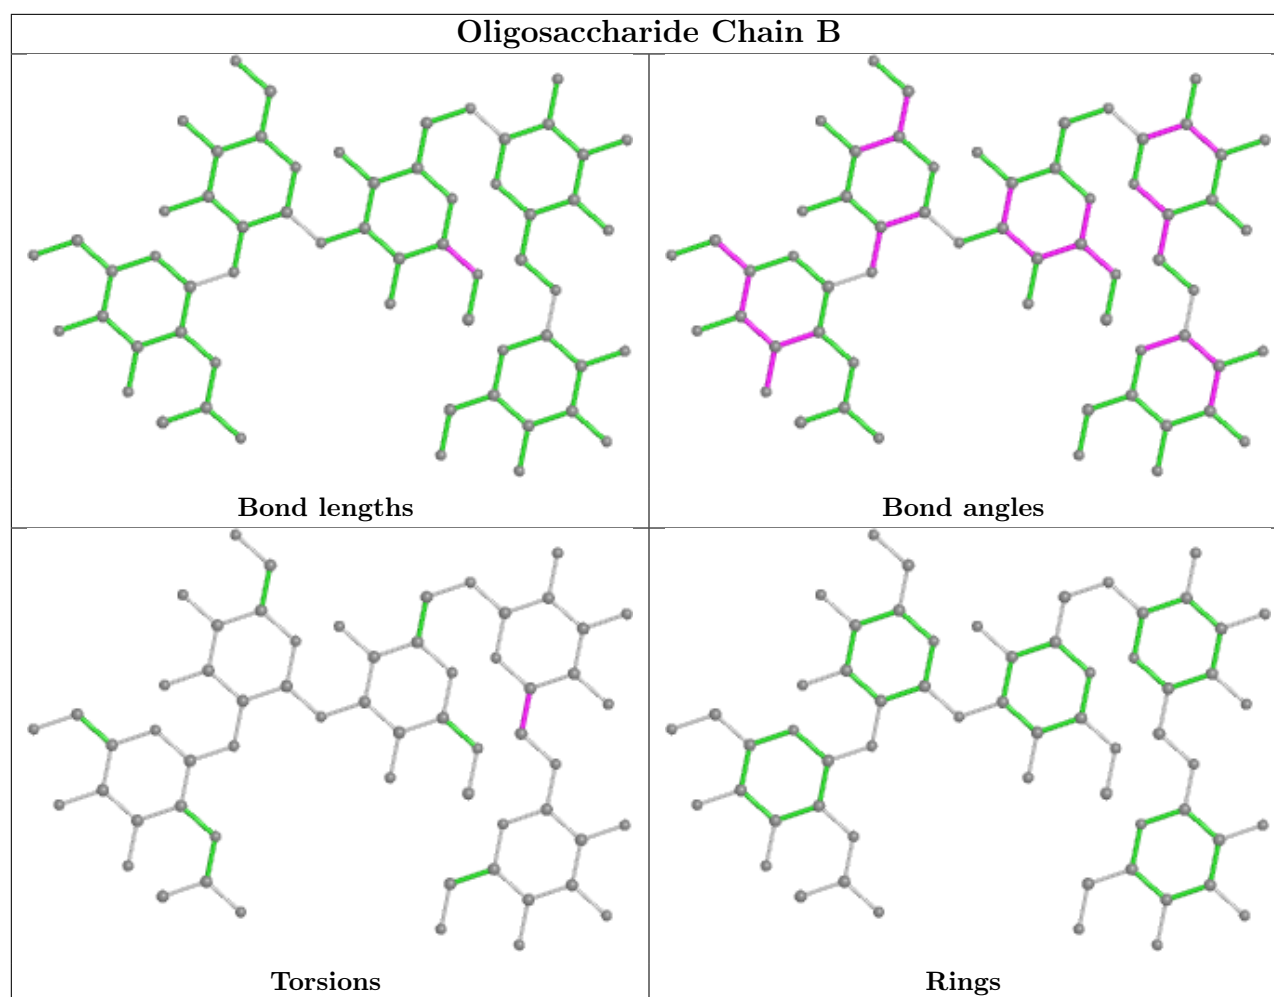 Oligosaccharide Chain B
Bond lengths
Bond angles
Torsions
Rings